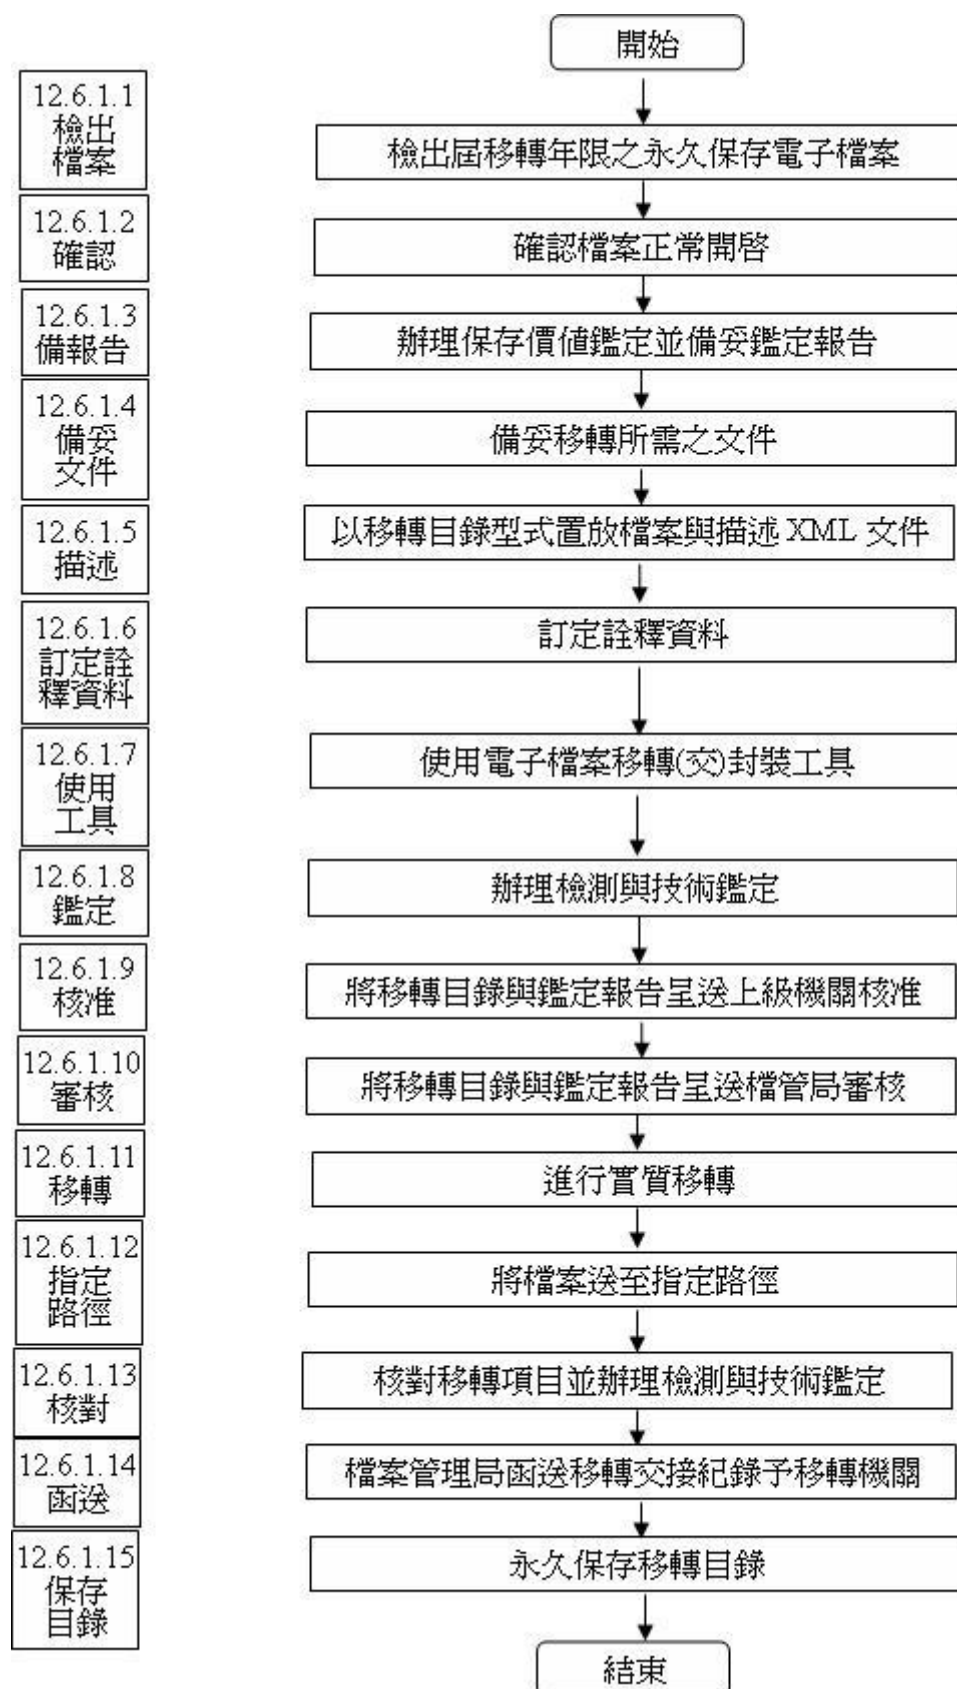 開始
12.6.1.1
檢出
檔案
檢出屆移轉年限之永久保存電子檔案
12.6.1.2
確認
確認檔案正常開啓
12.6.1.3
備報告
辦理保存價值鑑定並備妥鑑定報告
12.6.1.4
備妥
文件
備妥移轉所需之文件
12.6.1.5
描述
以移轉目錄型式置放檔案與描述 XML 文件
12.6.1.6
訂定詮
釋資料
訂定詮釋資料
12.6.1.7
使用
工具
使用電子檔案移轉(交)封裝工具
12.6.1.8
鑑定
辦理檢測與技術鑑定
12.6.1.9
核准
將移轉目錄與鑑定報告呈送上級機關核准
12.6.1.10
審核
將移轉目錄與鑑定報告呈送檔管局審核
12.6.1.11
移轉
進行實質移轉
12.6.1.12
指定
路徑
將檔案送至指定路徑
12.6.1.13
核對
核對移轉項目並辦理檢測與技術鑑定
12.6.1.14
函送
檔案管理局函送移轉交接紀錄予移轉機關
12.6.1.15
保存
目錄
永久保存移轉目錄
結束